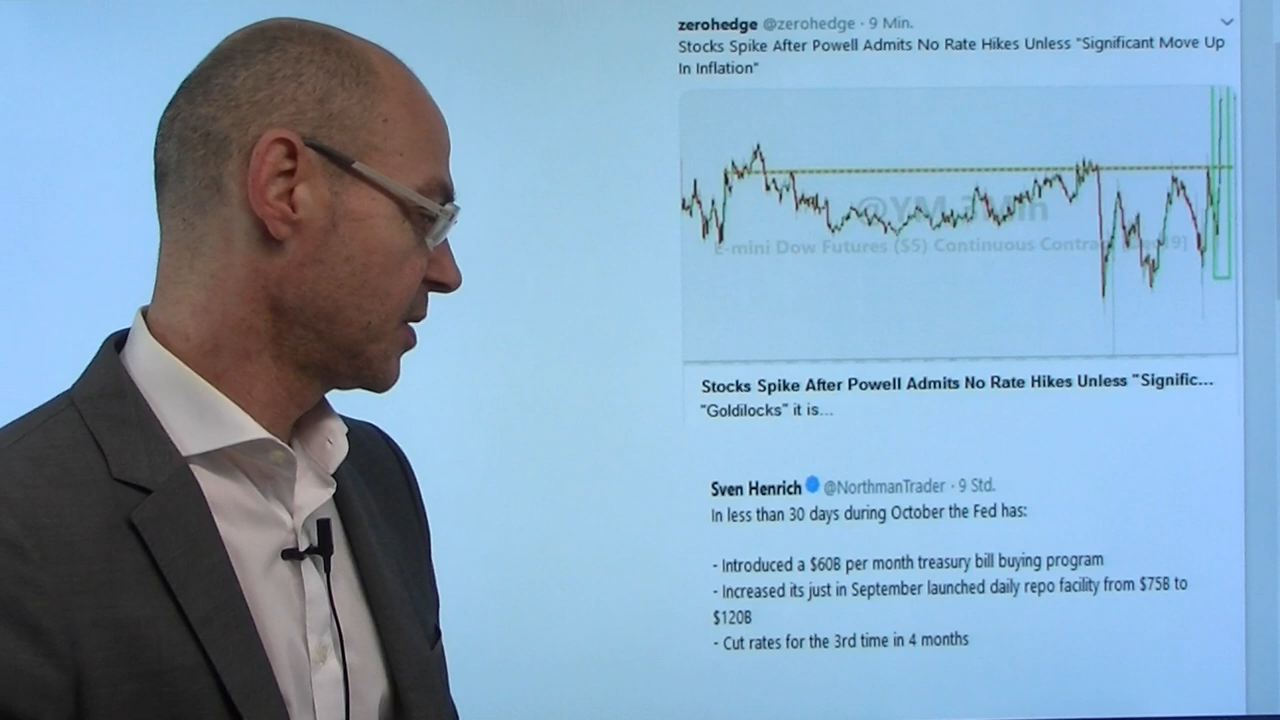 zerohedge @zerohedge · 9 Min.
Stocks Spike After Powell Admits No Rate Hikes Unless "Significant Move Up
In Inflation"
@YM 3Min
E-mini Dow Futures ($5) Continuous Contract
Stocks Spike After Powell Admits No Rate Hikes Unless "Signific...
"Goldilocks" it is...
Sven Henrich @NorthmanTrader · 9 Std.
In less than 30 days during October the Fed has:
- Introduced a $60B per month treasury bill buying program
- Increased its just in September launched daily repo facility from $75B to
$120B
- Cut rates for the 3rd time in 4 months